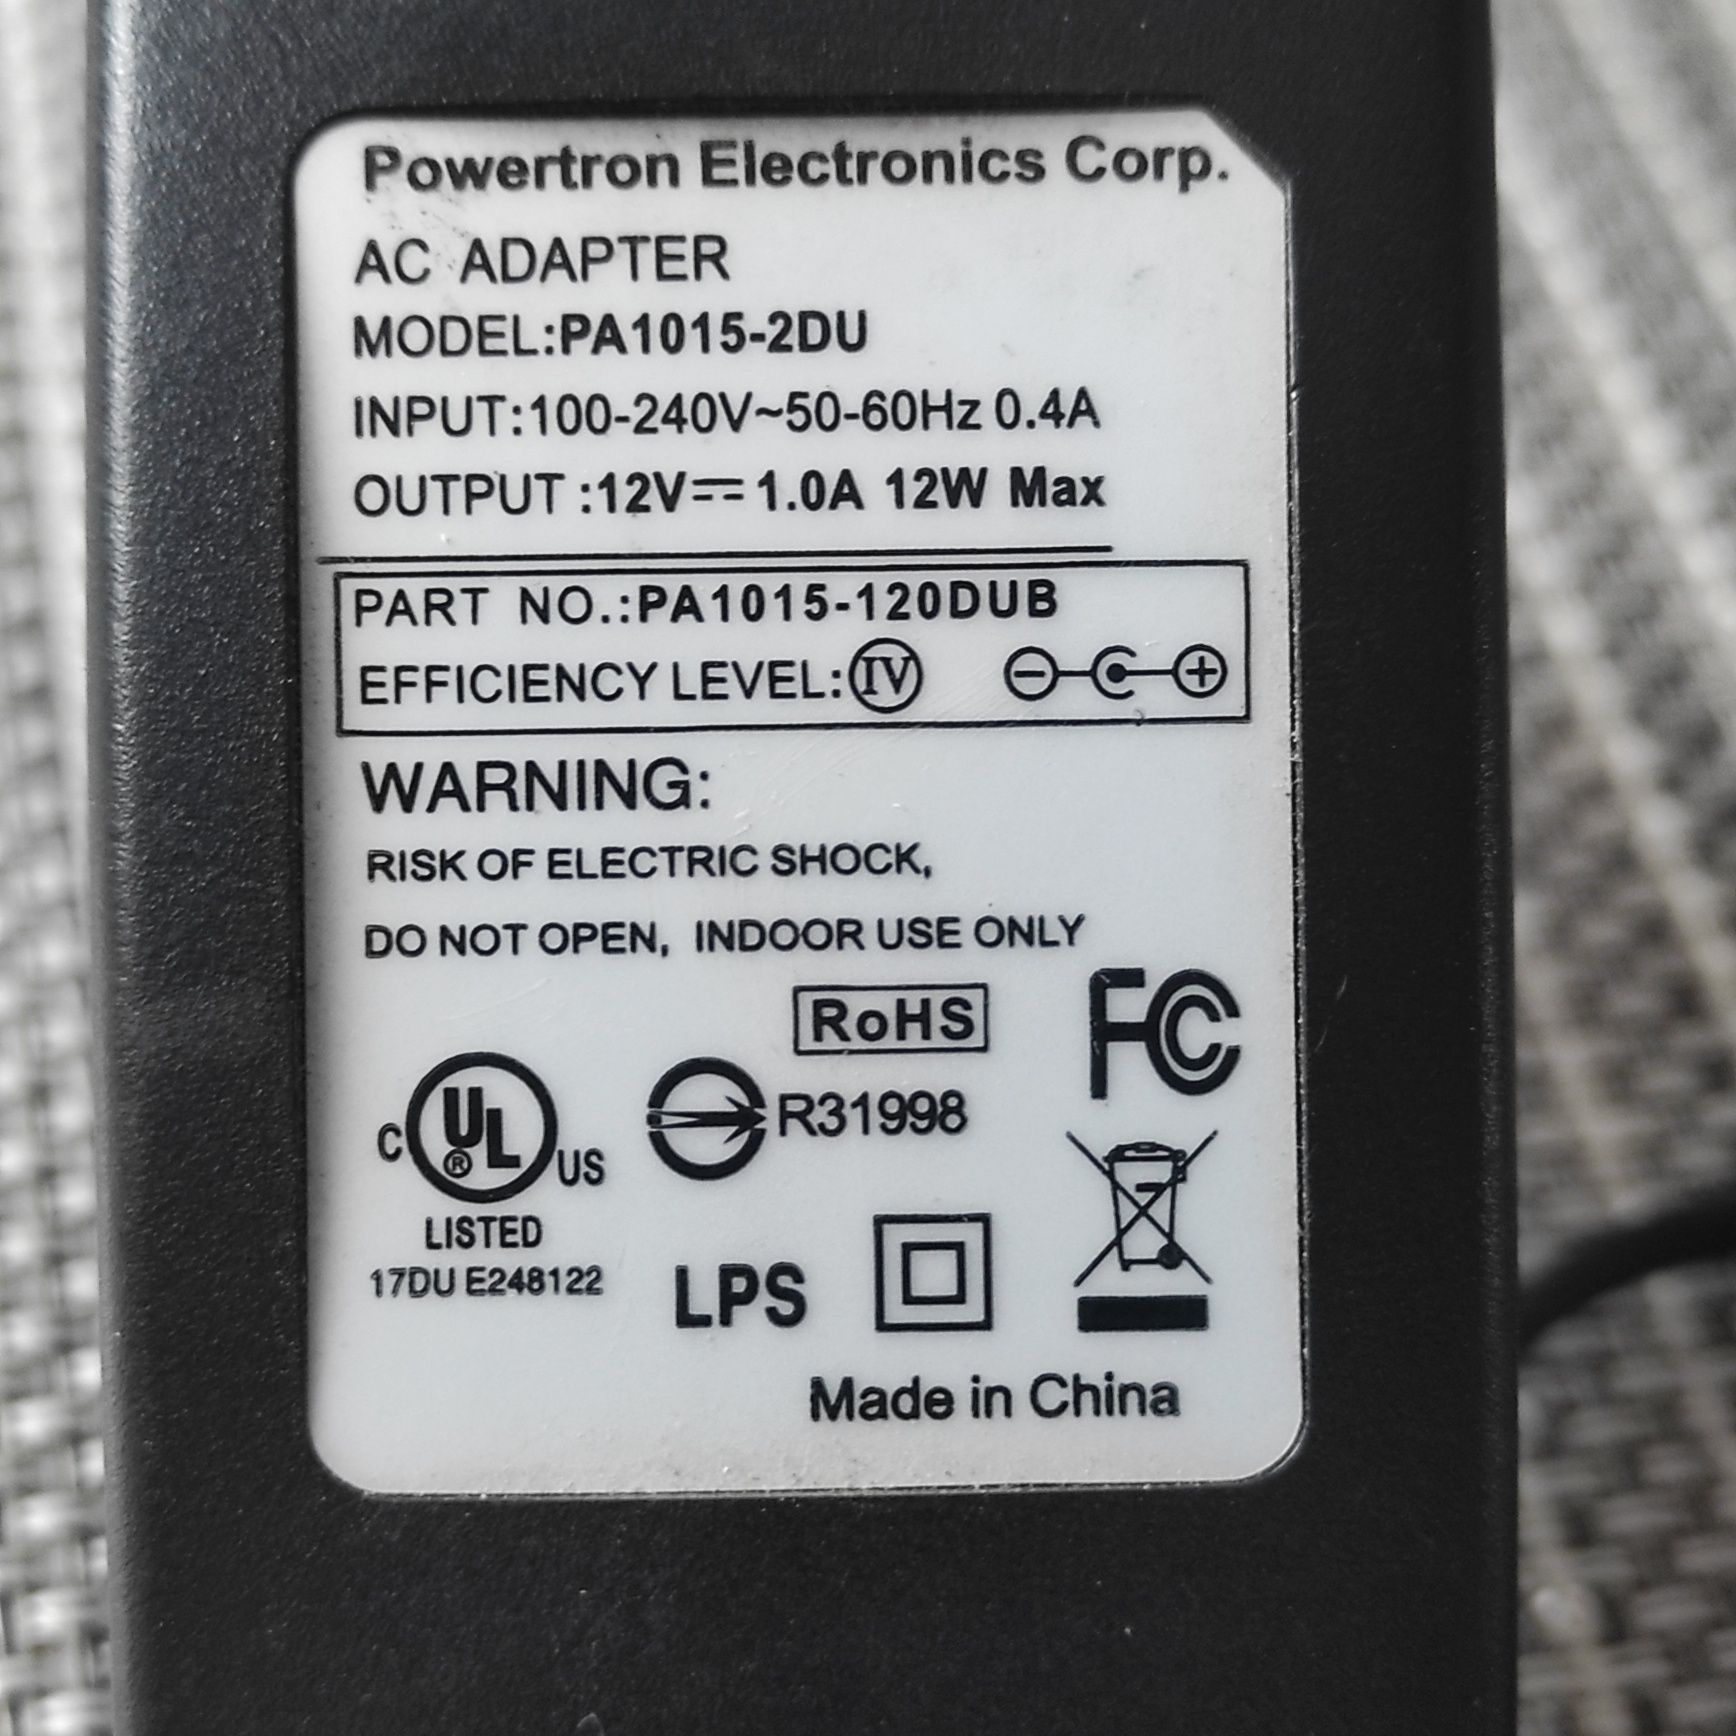 Powertron Electronics Corp.
AC ADAPTER
MODEL:PA1015-2DU
INPUT:100-240V~50-60Hz 0.4A
OUTPUT :12V⎓1.0A 12W Max
PART NO.:PA1015-120DUB
EFFICIENCY LEVEL:IV
WARNING:
RISK OF ELECTRIC SHOCK,
DO NOT OPEN, INDOOR USE ONLY
RoHS
FC
C UL ® US
R31998
LISTED
17DU E248122
LPS
Made in China